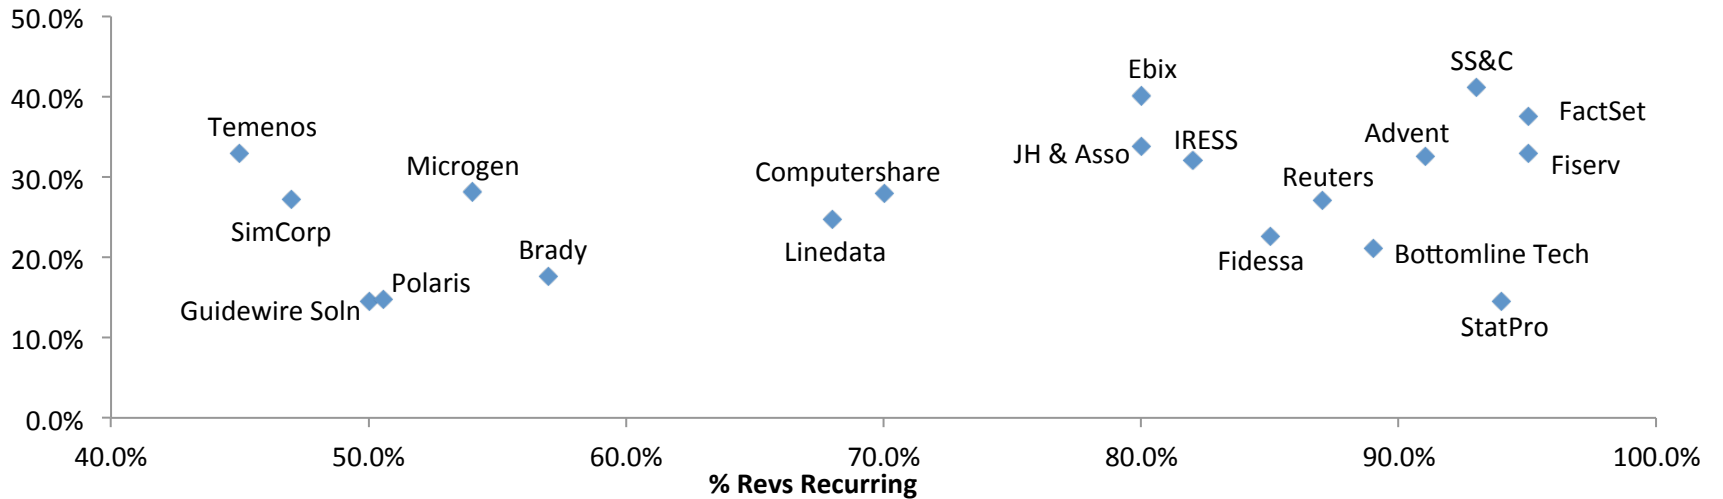 50.0%
SS&C
Ebix
40.0%
FactSet
Temenos
Advent
IRESS
JH & Asso
Microgen
Computershare
Fiserv
30.0%
Reuters
SimCorp
Brady
Linedata
Bottomline Tech
20.0%
Fidessa
Polaris
Guidewire Soln
StatPro
10.0%
0.0%
40.0% 50.0% 60.0% 70.0% 80.0% 90.0% 100.0%
% Revs Recurring